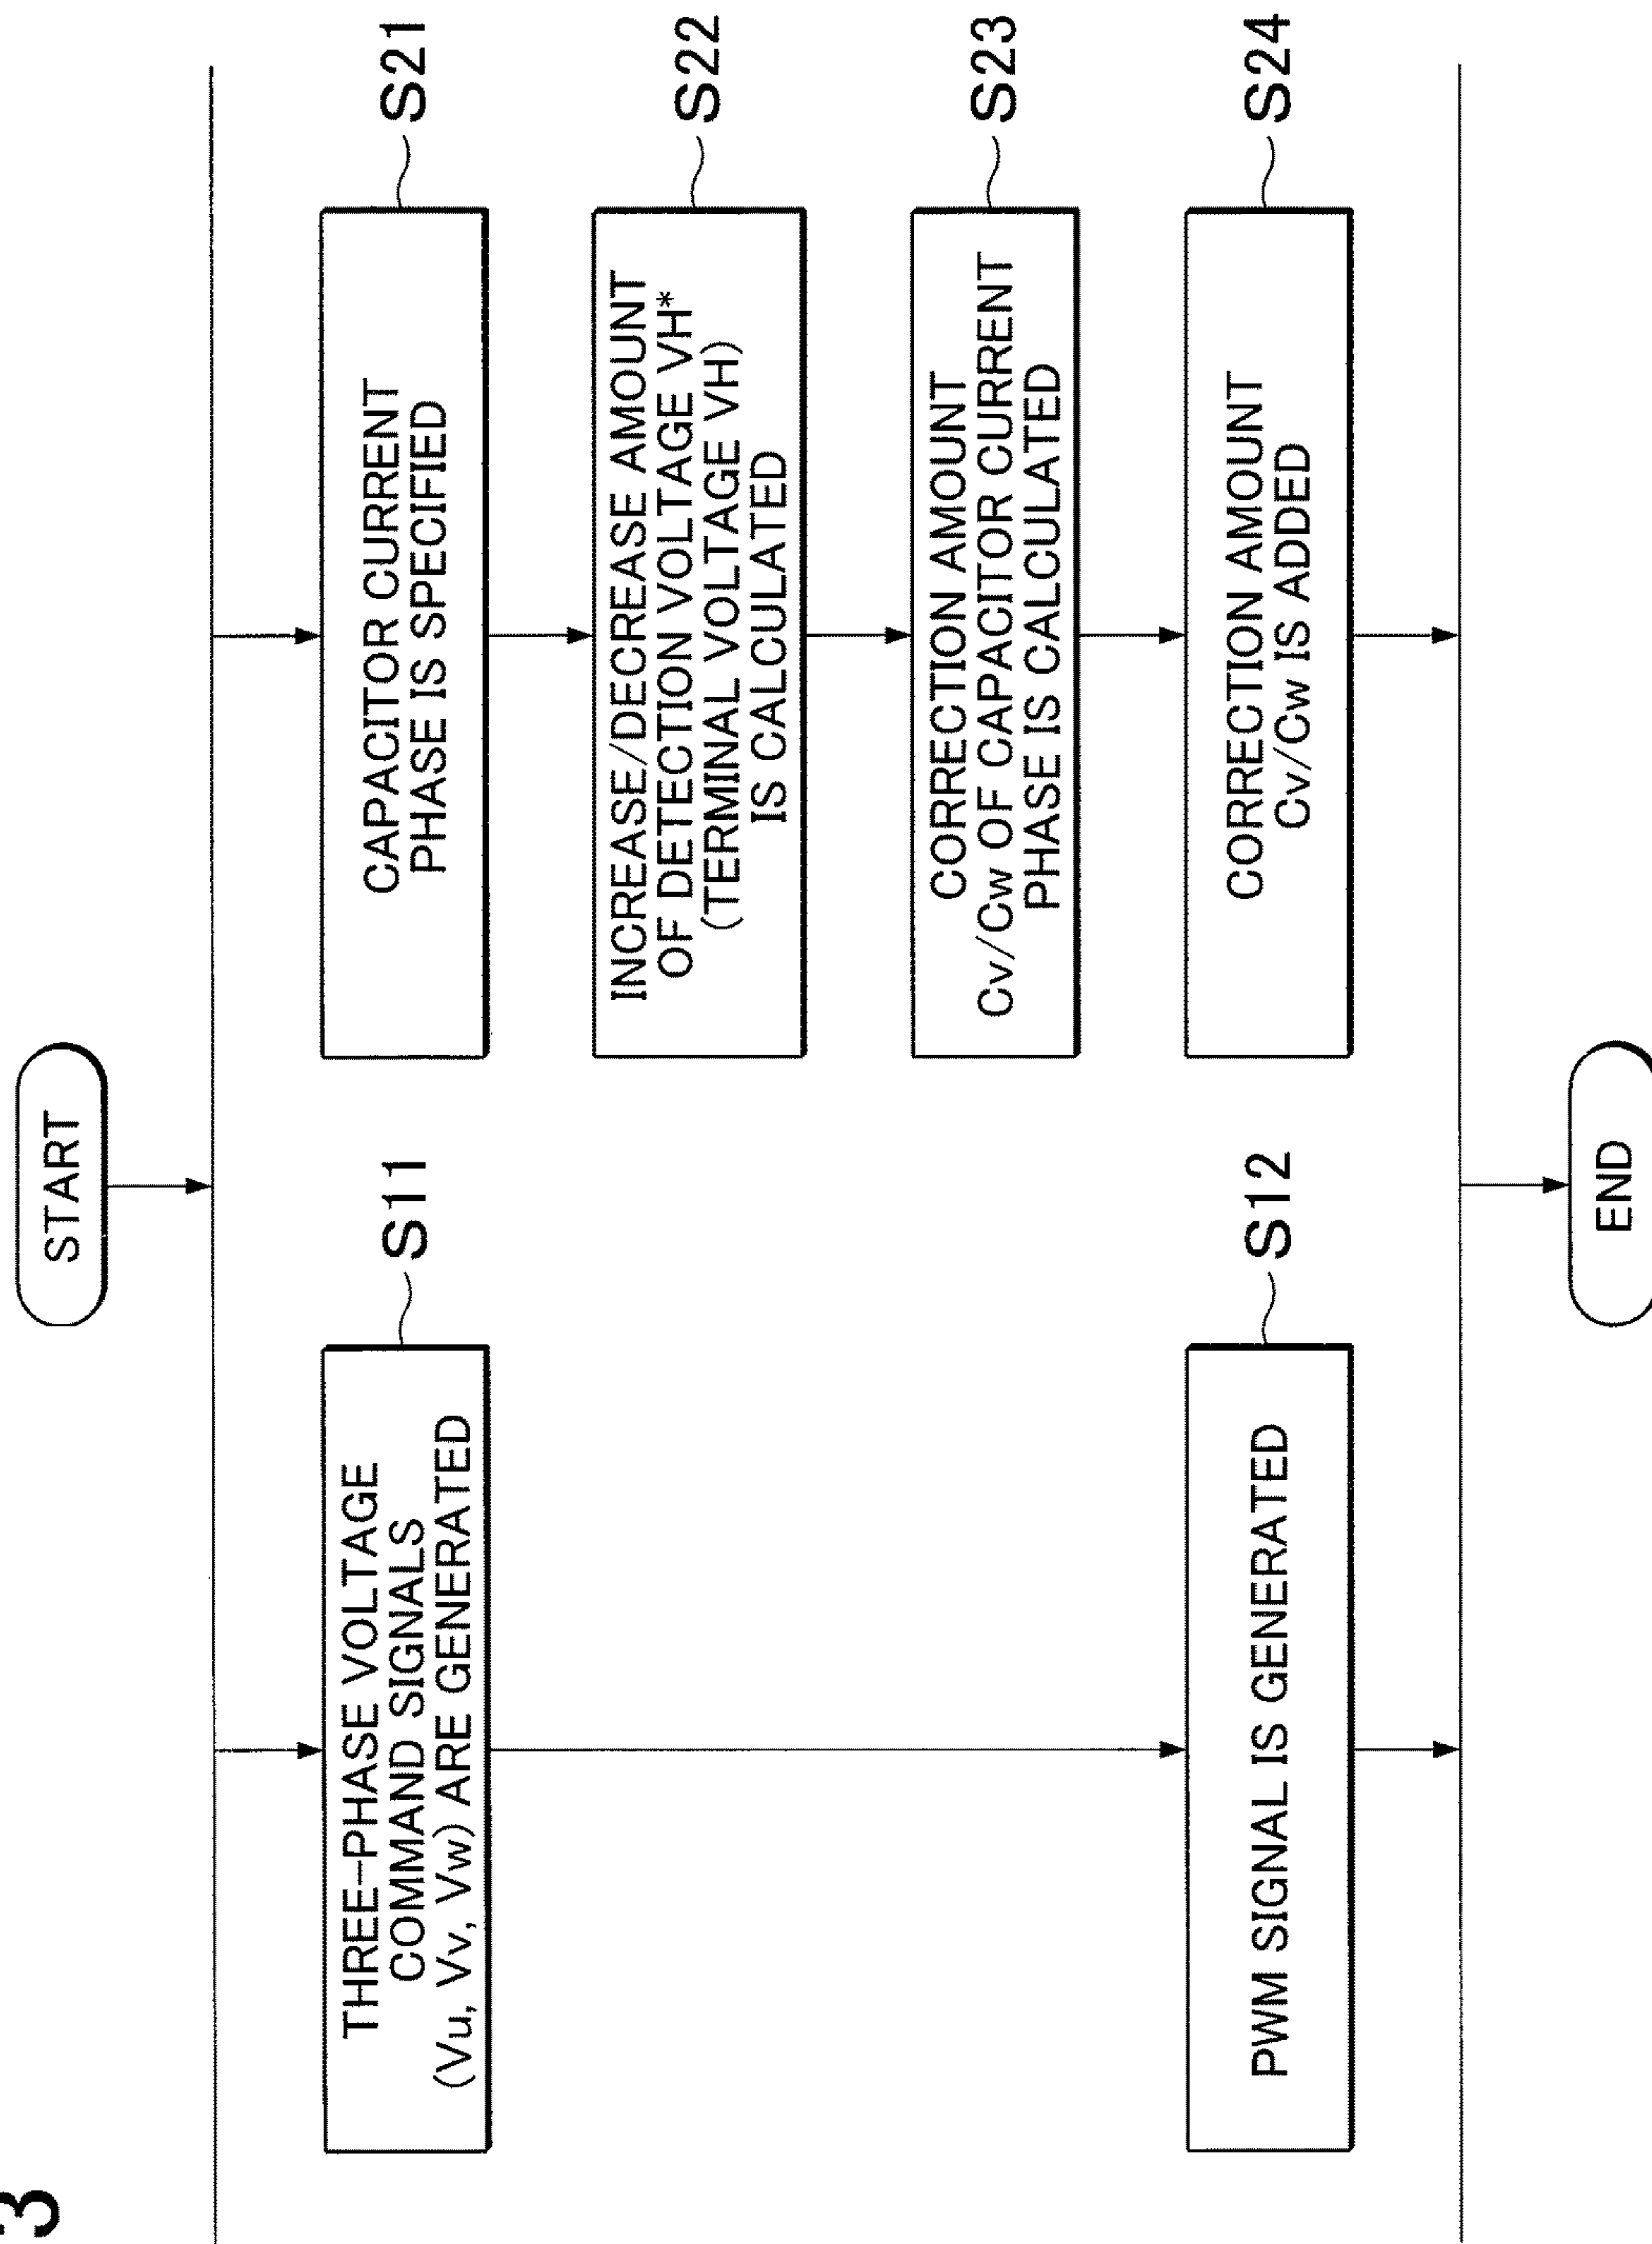 3
START
THREE-PHASE VOLTAGE
COMMAND SIGNALS
(Vu, Vv, Vw) ARE GENERATED
S11
PWM SIGNAL IS GENERATED
S12
CAPACITOR CURRENT
PHASE IS SPECIFIED
S21
INCREASE/DECREASE AMOUNT
OF DETECTION VOLTAGE VH*
(TERMINAL VOLTAGE VH)
IS CALCULATED
S22
CORRECTION AMOUNT
Cv/Cw OF CAPACITOR CURRENT
PHASE IS CALCULATED
S23
CORRECTION AMOUNT
Cv/Cw IS ADDED
S24
END